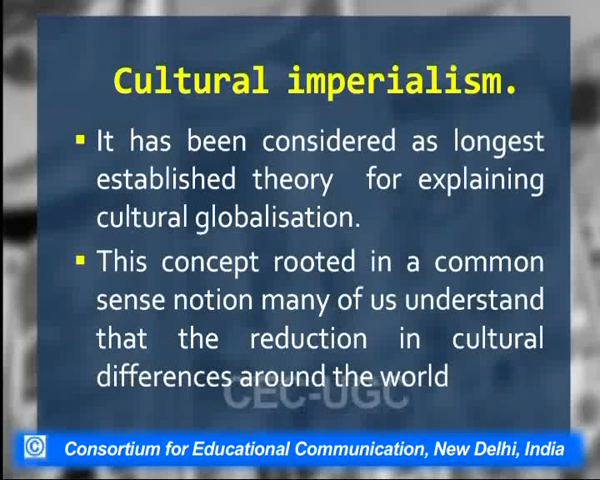 Cultural imperialism.
▪ It has been considered as longest
established theory for explaining
cultural globalisation.
▪ This concept rooted in a common
sense notion many of us understand
that the reduction in cultural
differences around the world
CEC-UGC
© Consortium for Educational Communication, New Delhi, India